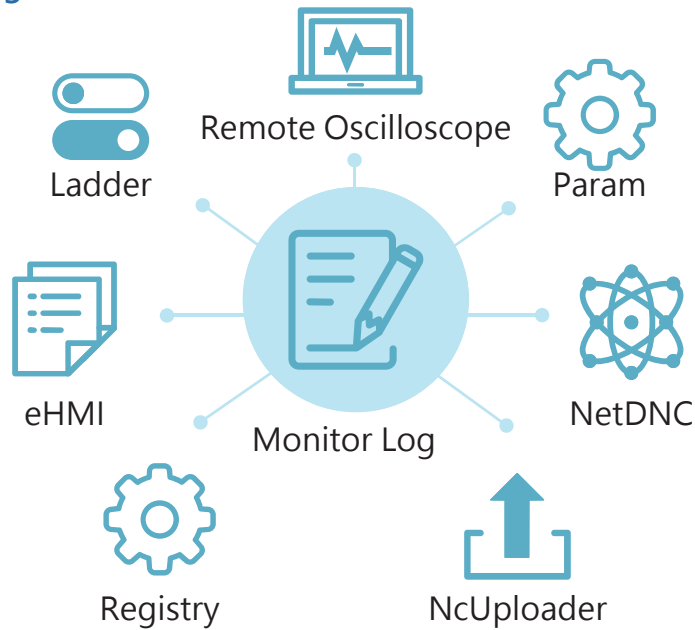 Remote Oscilloscope
Ladder
Param
eHMI
NetDNC
Monitor Log
Registry
NcUploader